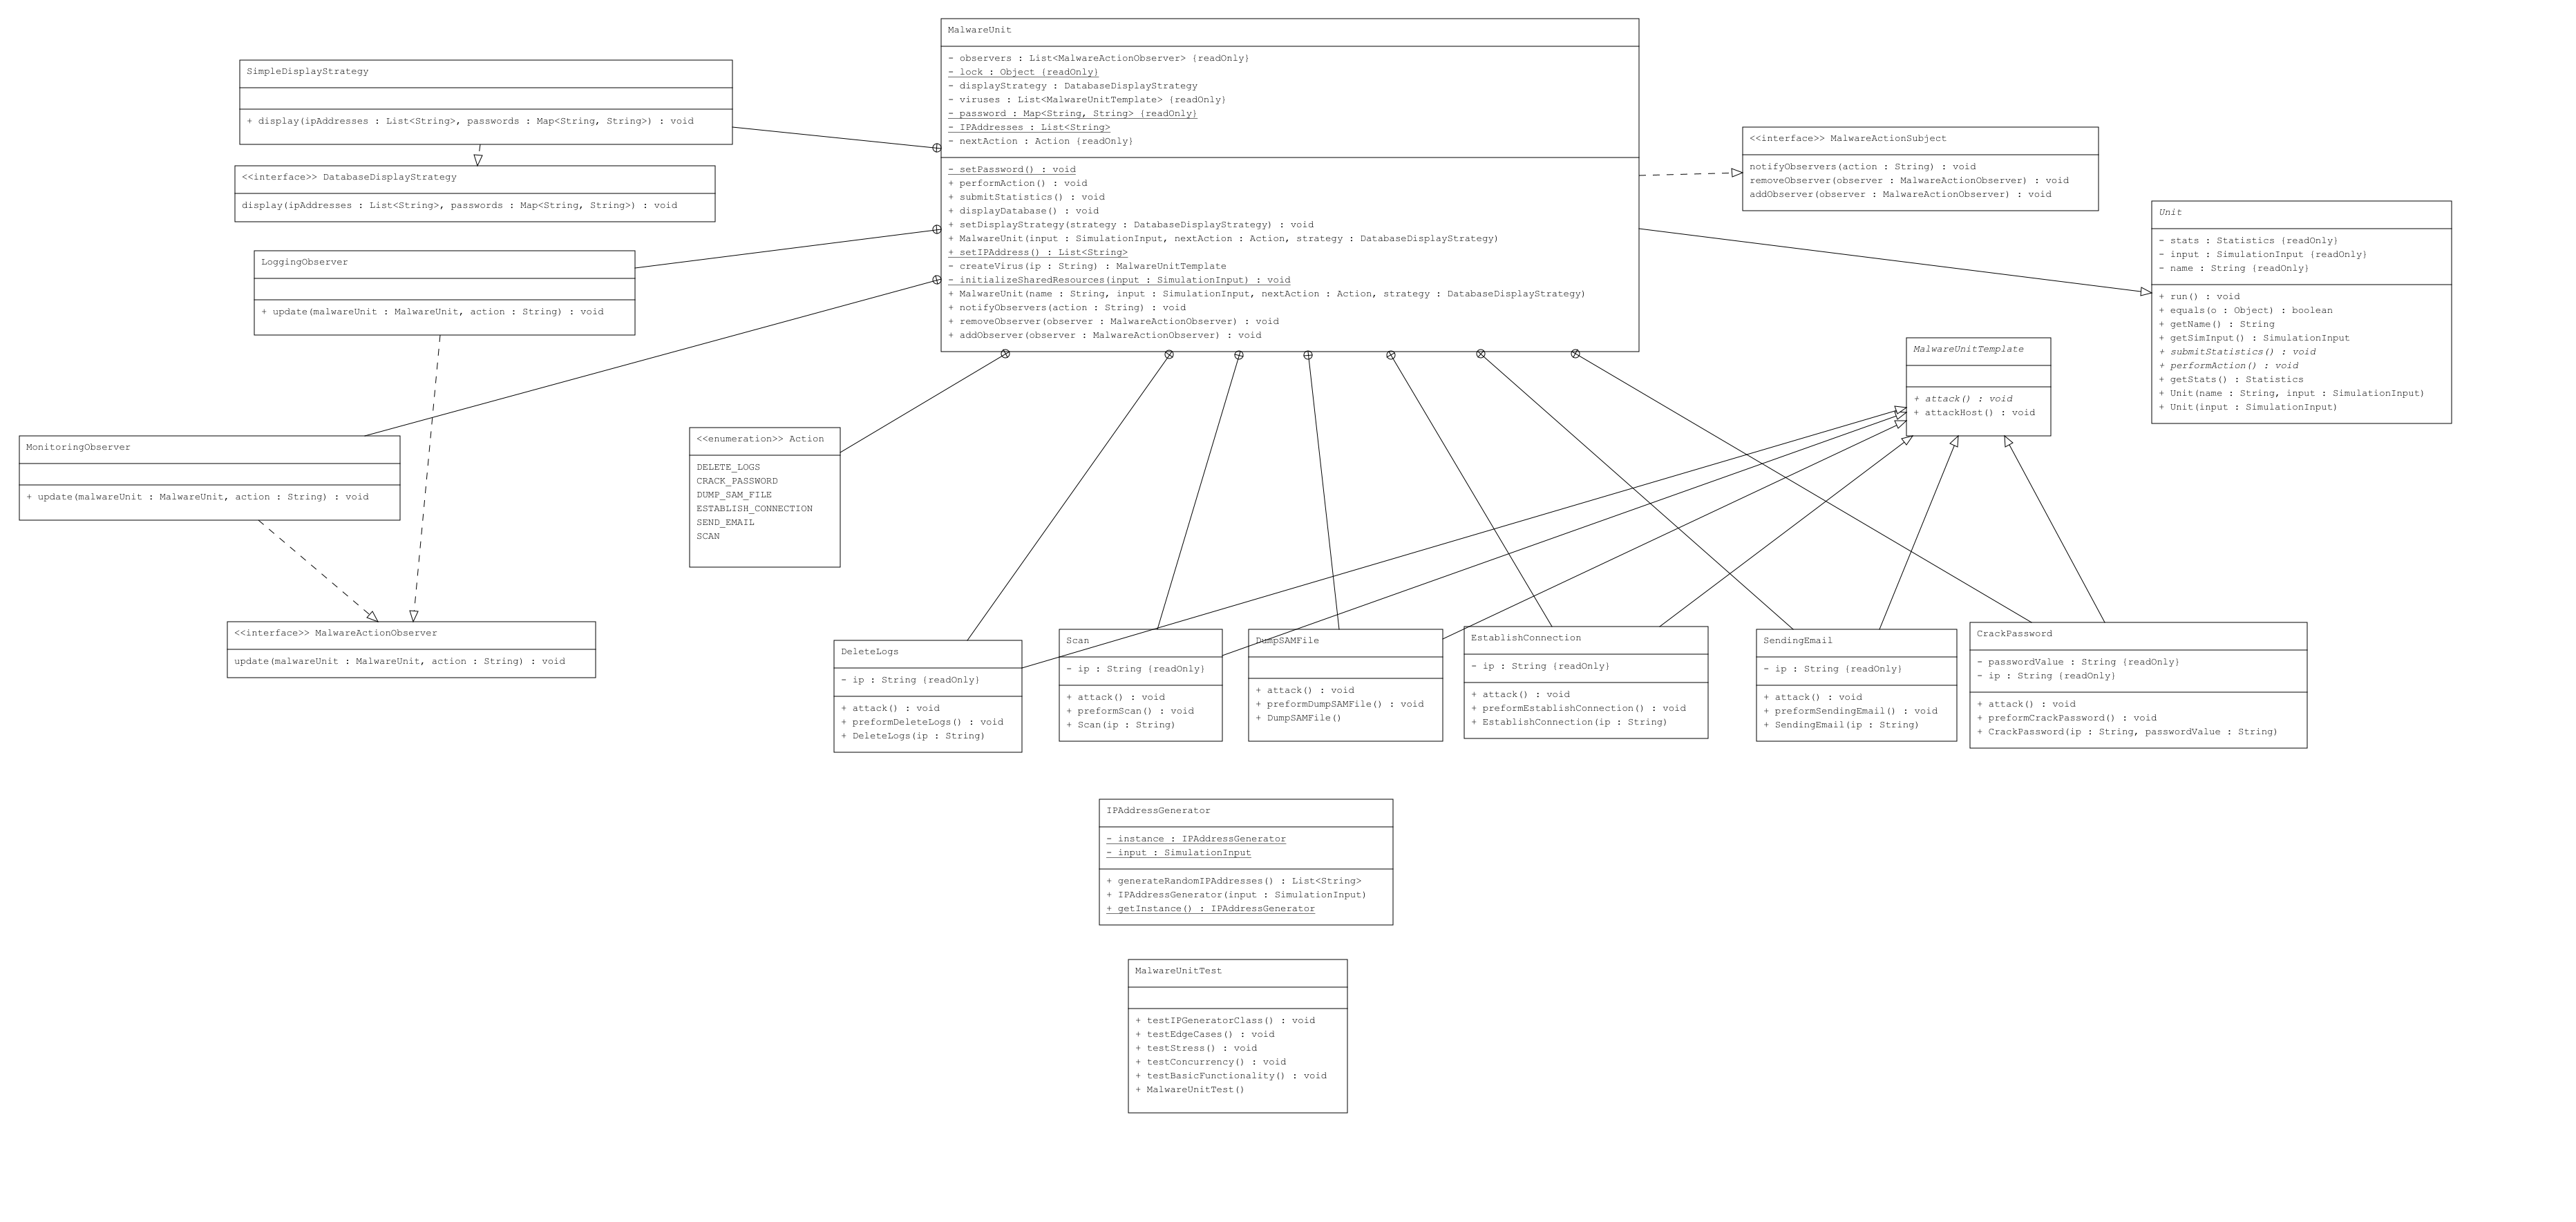 MalwareUnit
- observers : List<MalwareActionObserver> {readOnly}
- lock : Object {readOnly}
- displayStrategy : DatabaseDisplayStrategy
- viruses : List<MalwareUnitTemplate> {readOnly}
- password : Map<String, String> {readOnly}
- IPAddresses : List<String>
- nextAction : Action {readOnly}
- setPassword() : void
+ performAction() : void
+ submitStatistics() : void
+ displayDatabase() : void
+ setDisplayStrategy(strategy : DatabaseDisplayStrategy) : void
+ MalwareUnit(input : SimulationInput, nextAction : Action, strategy : DatabaseDisplayStrategy)
+ setIPAddress() : List<String>
- createVirus(ip : String) : MalwareUnitTemplate
- initializeSharedResources(input : SimulationInput) : void
+ MalwareUnit(name : String, input : SimulationInput, nextAction : Action, strategy : DatabaseDisplayStrategy)
+ notifyObservers(action : String) : void
+ removeObserver(observer : MalwareActionObserver) : void
+ addObserver(observer : MalwareActionObserver) : void
SimpleDisplayStrategy
+ display(ipAddresses : List<String>, passwords : Map<String, String>) : void
<<interface>> DatabaseDisplayStrategy
display(ipAddresses : List<String>, passwords : Map<String, String>) : void
LoggingObserver
+ update(malwareUnit : MalwareUnit, action : String) : void
MonitoringObserver
+ update(malwareUnit : MalwareUnit, action : String) : void
<<interface>> MalwareActionObserver
update(malwareUnit : MalwareUnit, action : String) : void
<<interface>> MalwareActionSubject
notifyObservers(action : String) : void
removeObserver(observer : MalwareActionObserver) : void
addObserver(observer : MalwareActionObserver) : void
Unit
- stats : Statistics {readOnly}
- input : SimulationInput {readOnly}
- name : String {readOnly}
+ run() : void
+ equals(o : Object) : boolean
+ getName() : String
+ getSimInput() : SimulationInput
+ submitStatistics() : void
+ performAction() : void
+ getStats() : Statistics
+ Unit(name : String, input : SimulationInput)
+ Unit(input : SimulationInput)
MalwareUnitTemplate
+ attack() : void
+ attackHost() : void
<<enumeration>> Action
DELETE_LOGS
CRACK_PASSWORD
DUMP_SAM_FILE
ESTABLISH_CONNECTION
SEND_EMAIL
SCAN
DeleteLogs
- ip : String {readOnly}
+ attack() : void
+ preformDeleteLogs() : void
+ DeleteLogs(ip : String)
Scan
- ip : String {readOnly}
+ attack() : void
+ preformScan() : void
+ Scan(ip : String)
DumpSAMFile
+ attack() : void
+ preformDumpSAMFile() : void
+ DumpSAMFile()
EstablishConnection
- ip : String {readOnly}
+ attack() : void
+ preformEstablishConnection() : void
+ EstablishConnection(ip : String)
SendingEmail
- ip : String {readOnly}
+ attack() : void
+ preformSendingEmail() : void
+ SendingEmail(ip : String)
CrackPassword
- passwordValue : String {readOnly}
- ip : String {readOnly}
+ attack() : void
+ preformCrackPassword() : void
+ CrackPassword(ip : String, passwordValue : String)
IPAddressGenerator
- instance : IPAddressGenerator
- input : SimulationInput
+ generateRandomIPAddresses() : List<String>
+ IPAddressGenerator(input : SimulationInput)
+ getInstance() : IPAddressGenerator
MalwareUnitTest
+ testIPGeneratorClass() : void
+ testEdgeCases() : void
+ testStress() : void
+ testConcurrency() : void
+ testBasicFunctionality() : void
+ MalwareUnitTest()